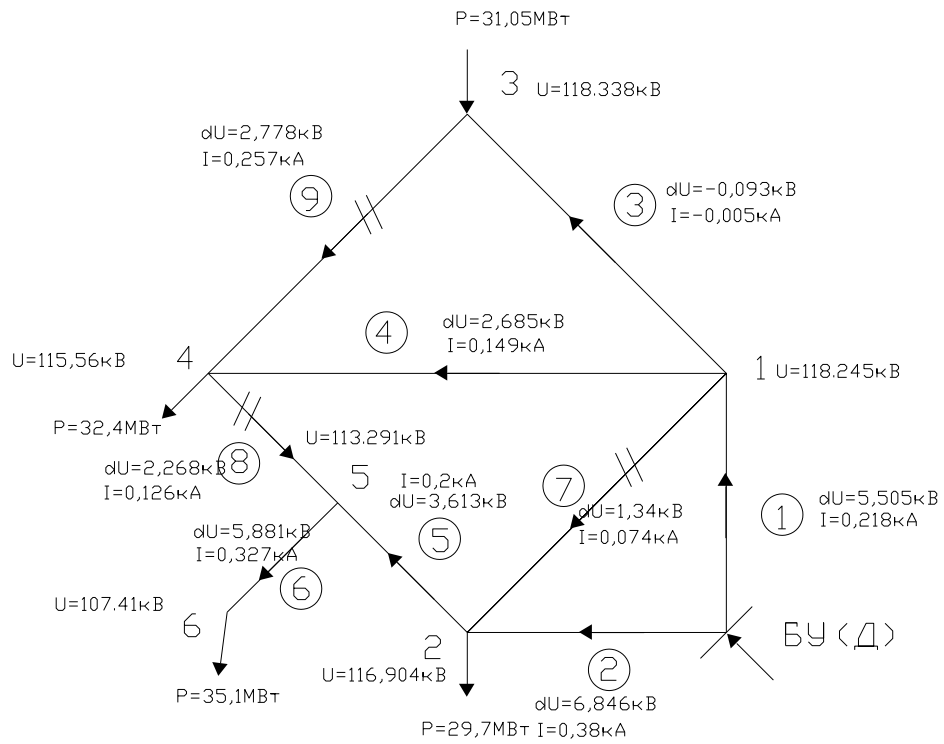 P=31,05МВт
3
U=118.338кВ
dU=2,778кВ
I=0,257кА
9
3
dU=-0,093кВ
I=-0,005кА
4
dU=2,685кВ
I=0,149кА
U=115,56кВ
4
1
U=118.245кВ
P=32,4МВт
U=113.291кВ
8
dU=2,268кВ
I=0,126кА
5
I=0,2кА
dU=3,613кВ
5
7
dU=1,34кВ
I=0,074кА
1
dU=5,505кВ
I=0,218кА
dU=5,881кВ
I=0,327кА
6
U=107.41кВ
6
2
БУ(Д)
U=116,904кВ
2
P=35,1МВт
dU=6,846кВ
P=29,7МВт
I=0,38кА